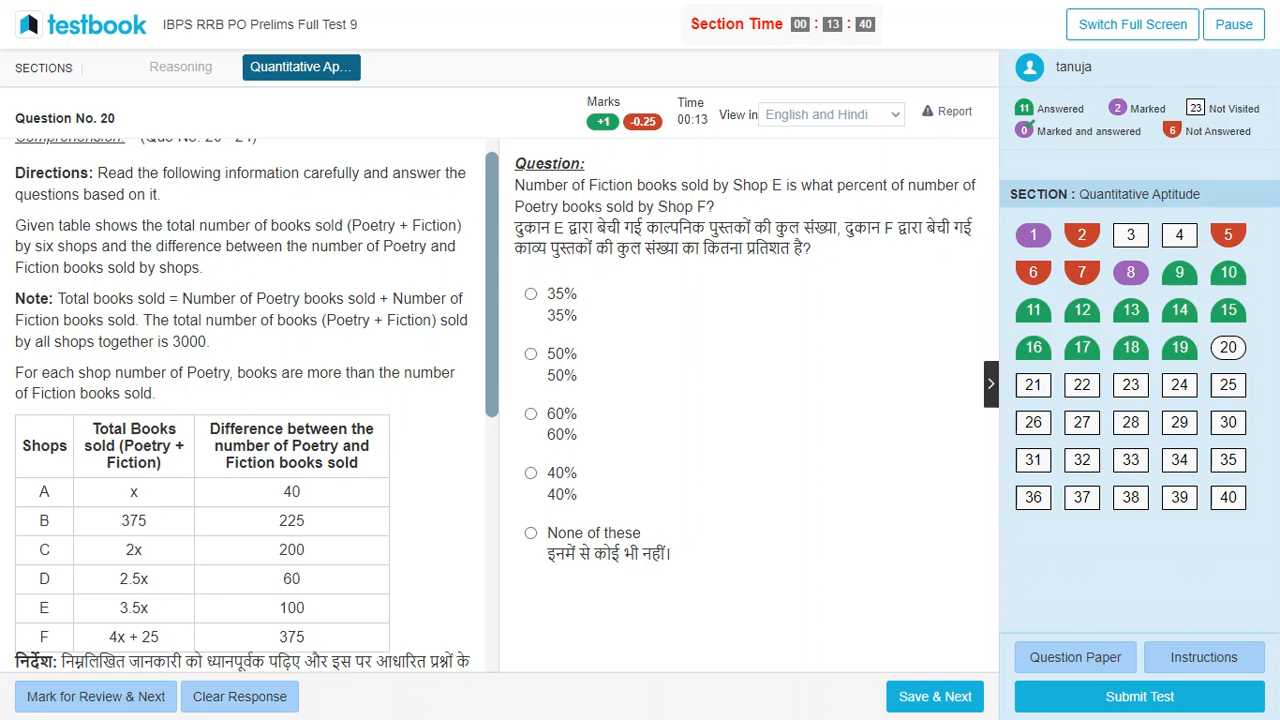 testbook
IBPS RRB PO Prelims Full Test 9
Section Time 00 : 13 : 40
Switch Full Screen
Pause
SECTIONS
Reasoning
Quantitative Ap...
tanuja
Question No. 20
Marks
+1 -0.25
Time
00:13
View in English and Hindi
Report
11 Answered
2 Marked
23 Not Visited
0 Marked and answered
6 Not Answered
Comprehension: (Que No. 20 - 24)
Directions: Read the following information carefully and answer the
questions based on it.
Given table shows the total number of books sold (Poetry + Fiction)
by six shops and the difference between the number of Poetry and
Fiction books sold by shops.
Note: Total books sold = Number of Poetry books sold + Number of
Fiction books sold. The total number of books (Poetry + Fiction) sold
by all shops together is 3000.
For each shop number of Poetry, books are more than the number
of Fiction books sold.
Shops
Total Books
sold (Poetry +
Fiction)
Difference between the
number of Poetry and
Fiction books sold
A x 40
B 375 225
C 2x 200
D 2.5x 60
E 3.5x 100
F 4x + 25 375
निर्देश: निम्नलिखित जानकारी को ध्यानपूर्वक पढ़िए और इस पर आधारित प्रश्नों के
Question:
Number of Fiction books sold by Shop E is what percent of number of
Poetry books sold by Shop F?
दुकान E द्वारा बेची गई काल्पनिक पुस्तकों की कुल संख्या, दुकान F द्वारा बेची गई
काव्य पुस्तकों की कुल संख्या का कितना प्रतिशत है?
35%
35%
50%
50%
60%
60%
40%
40%
None of these
इनमें से कोई भी नहीं।
SECTION : Quantitative Aptitude
1 2 3 4 5
6 7 8 9 10
11 12 13 14 15
16 17 18 19 20
21 22 23 24 25
26 27 28 29 30
31 32 33 34 35
36 37 38 39 40
Question Paper
Instructions
Mark for Review & Next
Clear Response
Save & Next
Submit Test